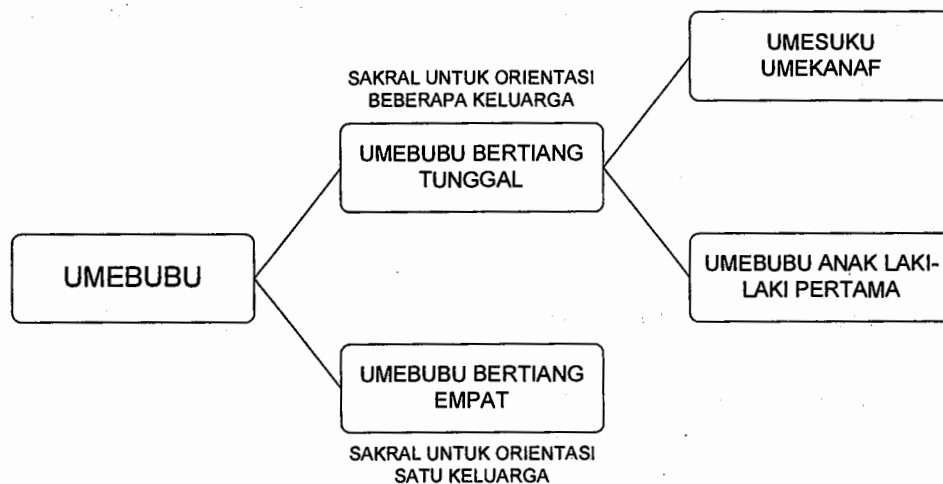 UMESUKU
UMEKANAF
SAKRAL UNTUK ORIENTASI
BEBERAPA KELUARGA
UMEBUBU BERTIANG
TUNGGAL
UMEBUBU
UMEBUBU ANAK LAKI-
LAKI PERTAMA
UMEBUBU BERTIANG
EMPAT
SAKRAL UNTUK ORIENTASI
SATU KELUARGA